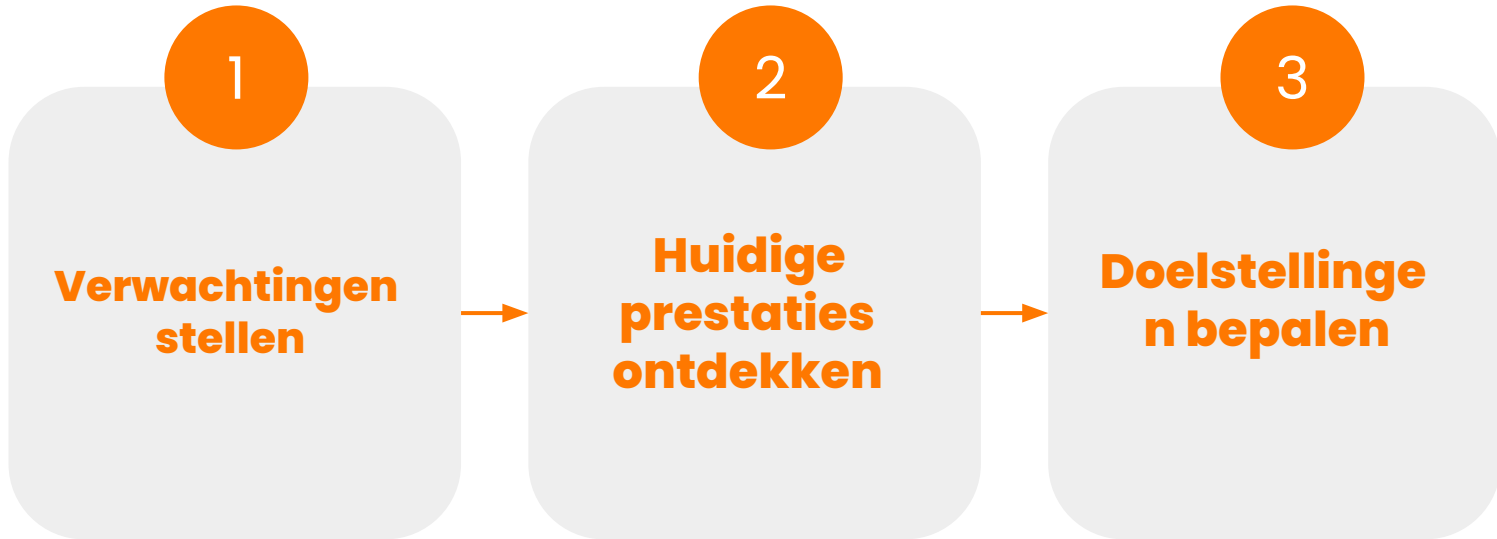 1
Verwachtingen
stellen
2
Huidige
prestaties
ontdekken
3
Doelstellinge
n bepalen